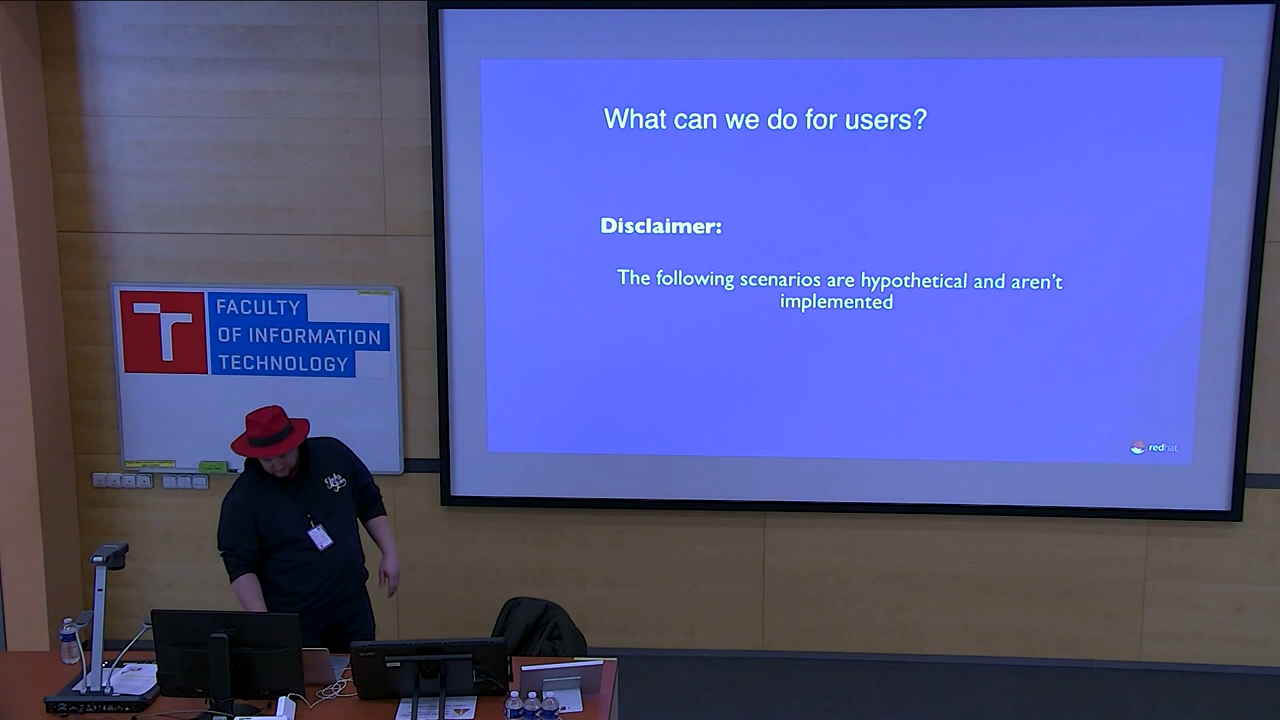 What can we do for users?
Disclaimer:
The following scenarios are hypothetical and aren't
implemented
redhat
FACULTY
OF INFORMATION
TECHNOLOGY